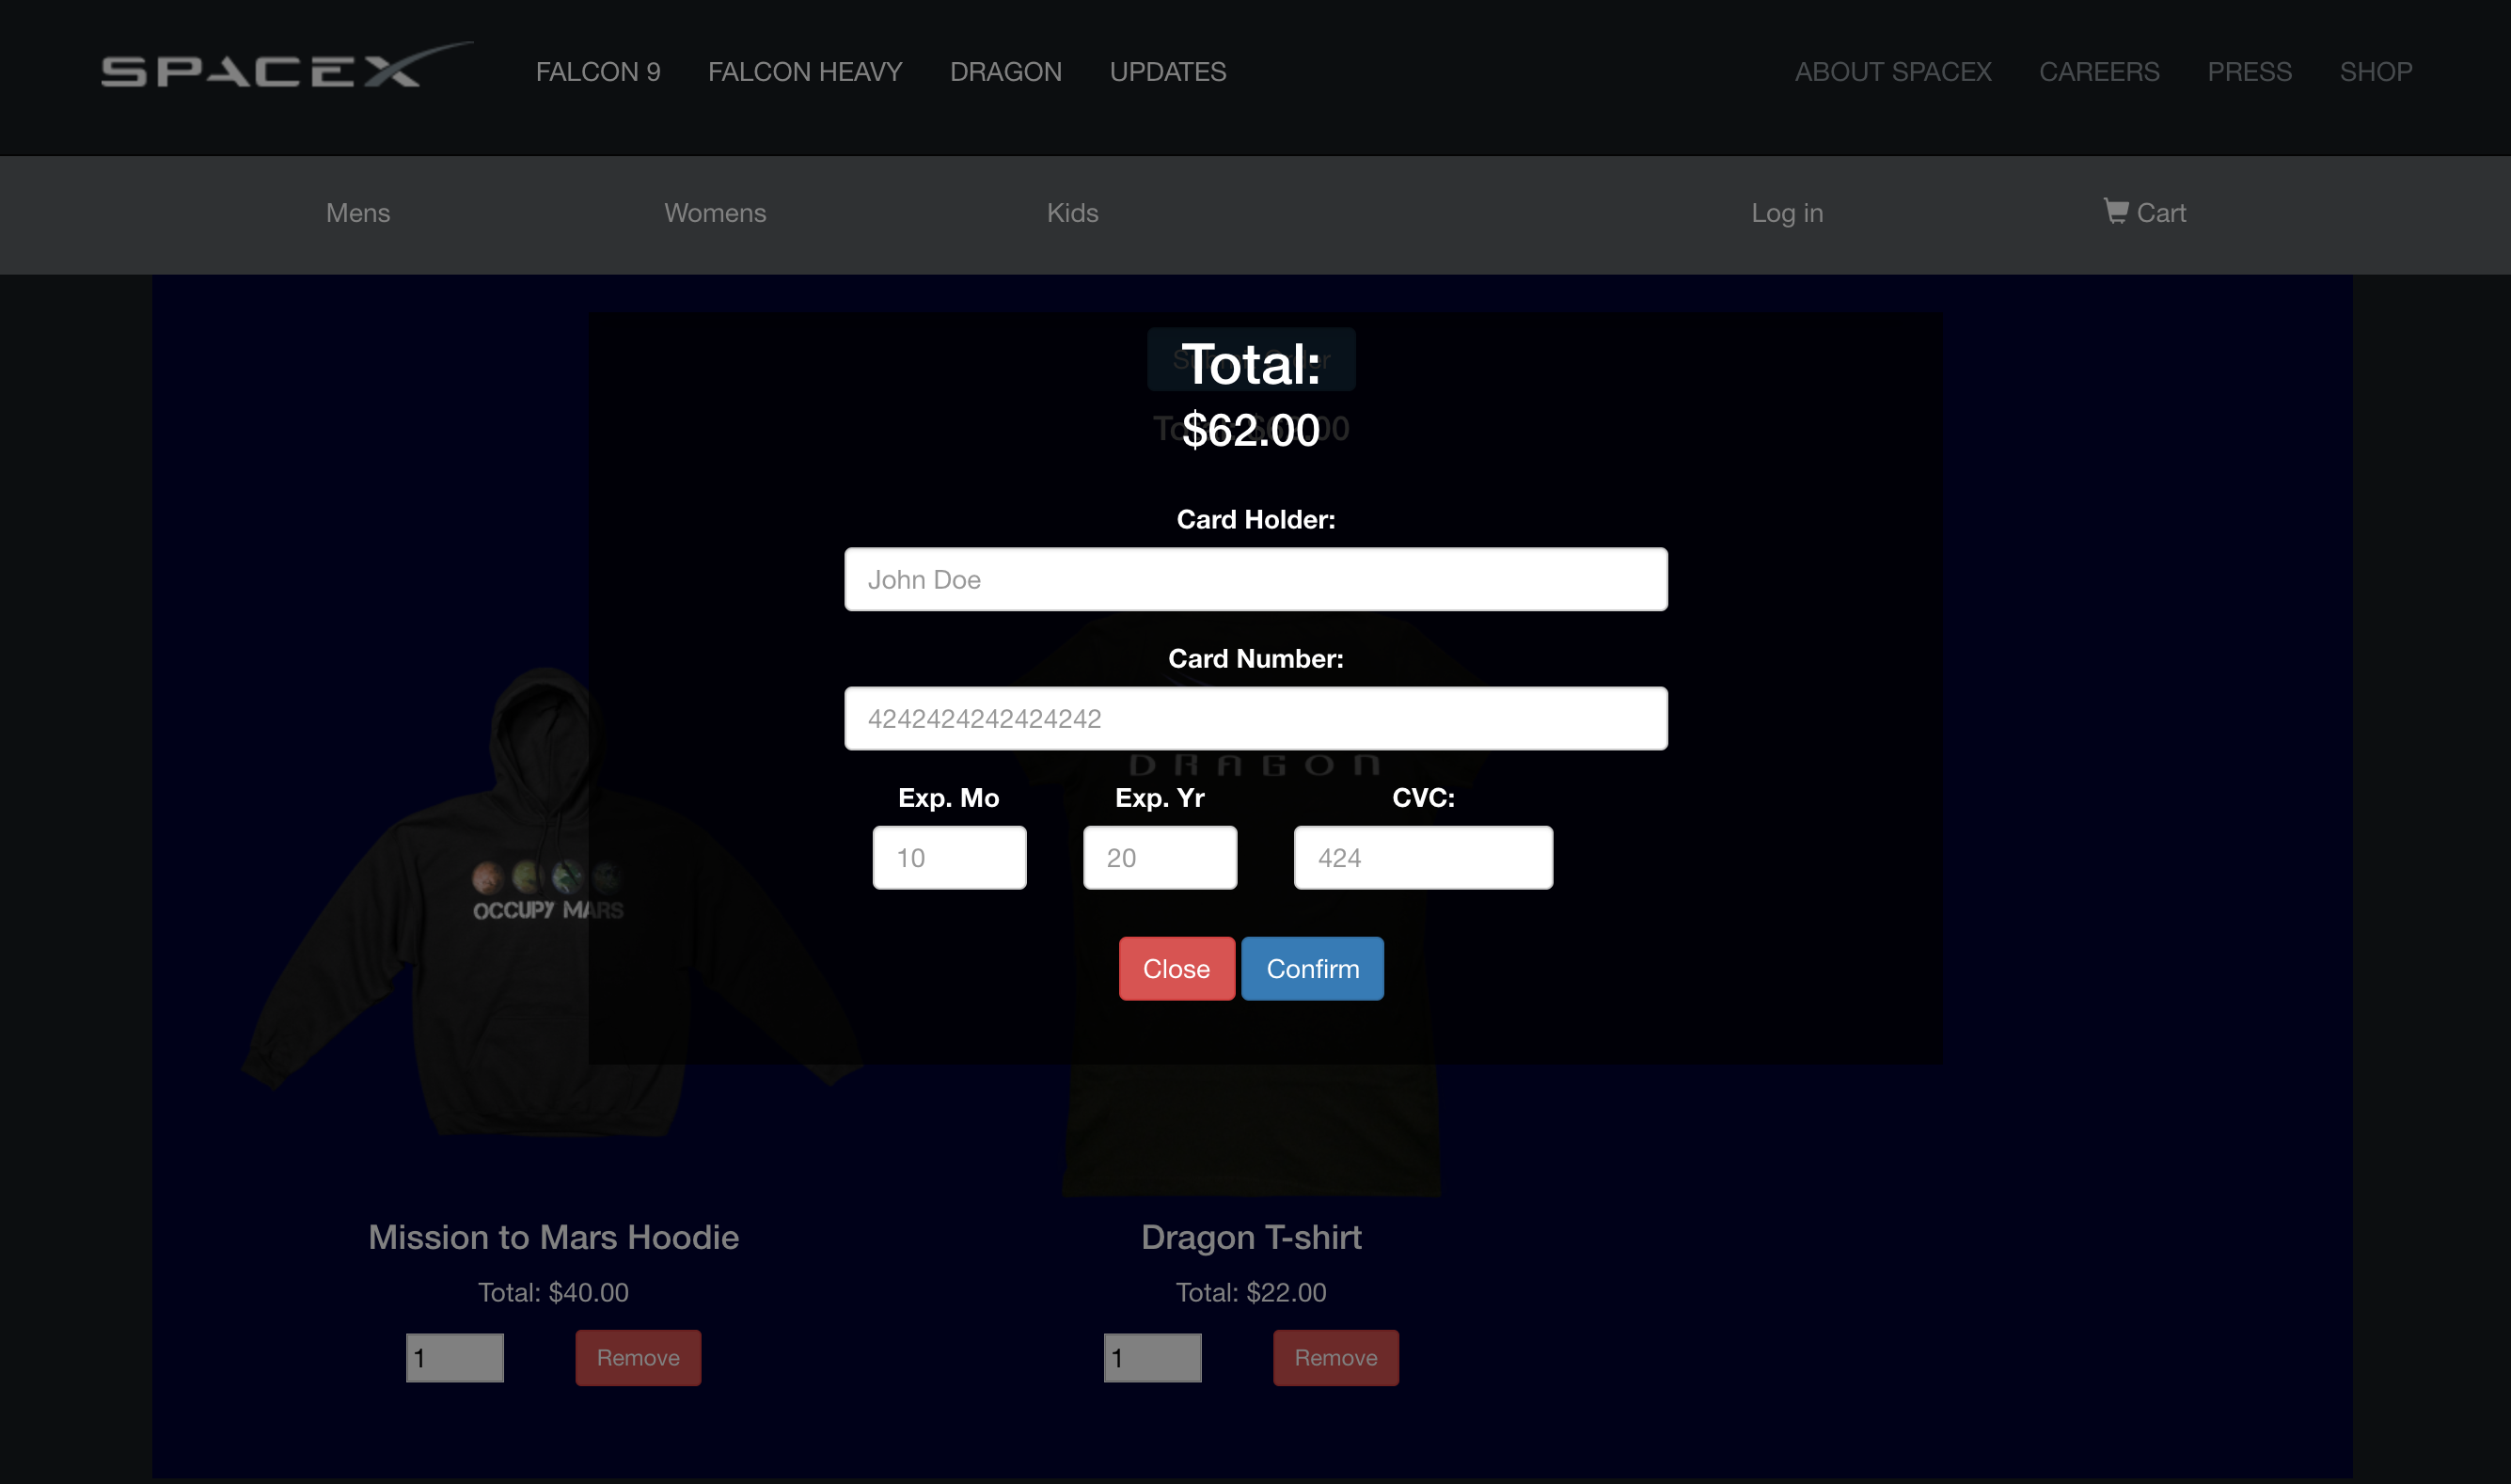 SPACEX FALCON 9 FALCON HEAVY DRAGON UPDATES ABOUT SPACEX CAREERS PRESS SHOP
Mens Womens Kids Log in Cart
Total:
$62.00
Card Holder:
John Doe
Card Number:
4242424242424242
DRAGON
Exp. Mo Exp. Yr CVC:
10 20 424
OCCUPY MARS
Close Confirm
Mission to Mars Hoodie Dragon T-shirt
Total: $40.00 Total: $22.00
1 Remove 1 Remove